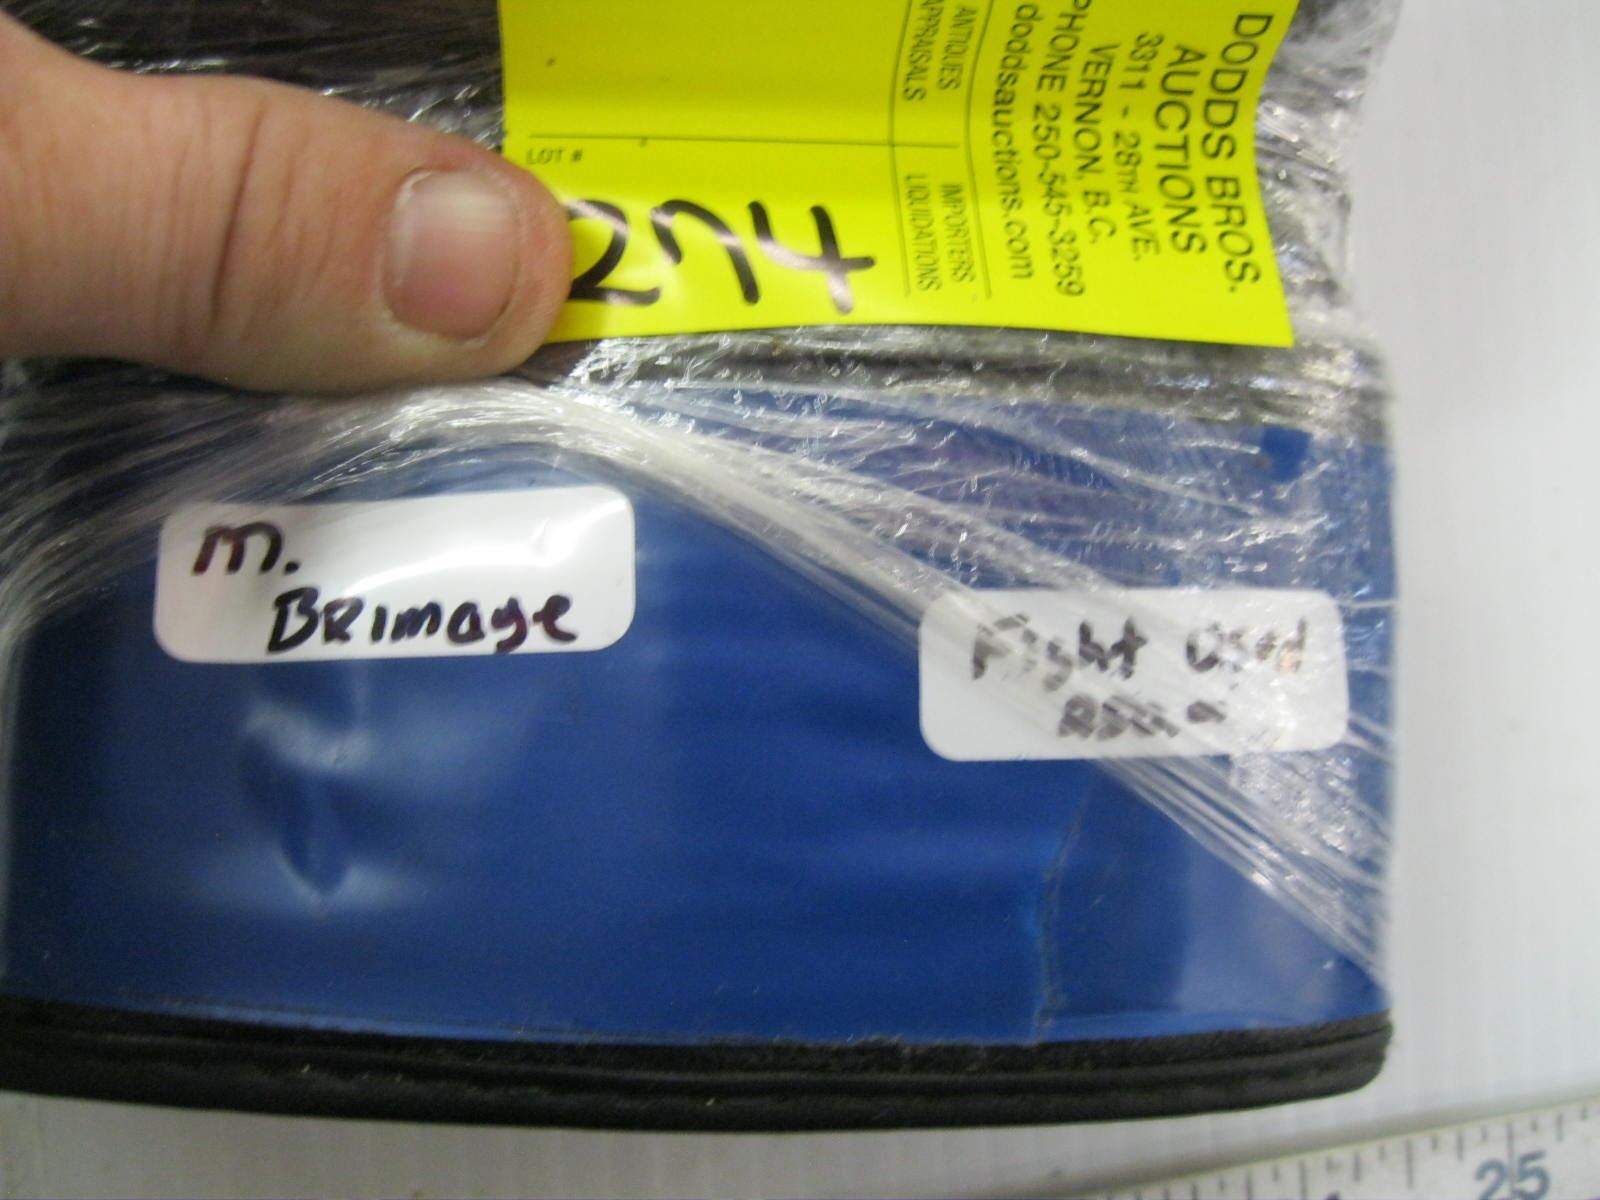 DODDS BROS.
AUCTIONS
3311 - 28TH AVE.
VERNON, B.C.
PHONE 250-545-3259
doddsauctions.com
ANTIQUES IMPORTERS
APPRAISALS LIQUIDATIONS
LOT #
274
M.
BRimage
Fight Used
25